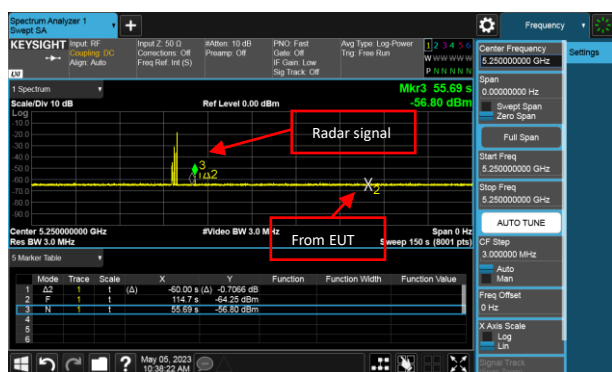 Spectrum Analyzer 1
Swept SA
+
Frequency
KEYSIGHT
Input: RF
Coupling: DC
Align: Auto
Input Z: 50 Ω
Corrections: Off
Freq Ref: Int (S)
#Atten: 10 dB
Preamp: Off
PNO: Fast
Gate: Off
IF Gain: Low
Sig Track: Off
Avg Type: Log-Power
Trig: Free Run
1 2 3 4 5 6
W W W W W W
P N N N N N
LXI
1 Spectrum
Mkr3 55.69 s
Scale/Div 10 dB
Ref Level 0.00 dBm
-56.80 dBm
Log
-10.0
-20.0
-30.0
-40.0
-50.0
-60.0
-70.0
-80.0
-90.0
Radar signal
3
1Δ2
X2
From EUT
Center 5.250000000 GHz
#Video BW 3.0 MHz
Span 0 Hz
Res BW 3.0 MHz
Sweep 150 s (8001 pts)
5 Marker Table
Mode Trace Scale X Y Function Function Width Function Value
1 Δ2 1 t (Δ) -60.00 s (Δ) -0.7066 dB
2 F 1 t 114.7 s -64.25 dBm
3 N 1 t 55.69 s -56.80 dBm
4
5
6
?
May 05, 2023
10:38:22 AM
Center Frequency
5.250000000 GHz
Settings
Span
0.00000000 Hz
Swept Span
Zero Span
Full Span
Start Freq
5.250000000 GHz
Stop Freq
5.250000000 GHz
AUTO TUNE
CF Step
3.000000 MHz
Auto
Man
Freq Offset
0 Hz
X Axis Scale
Log
Lin
Signal Track